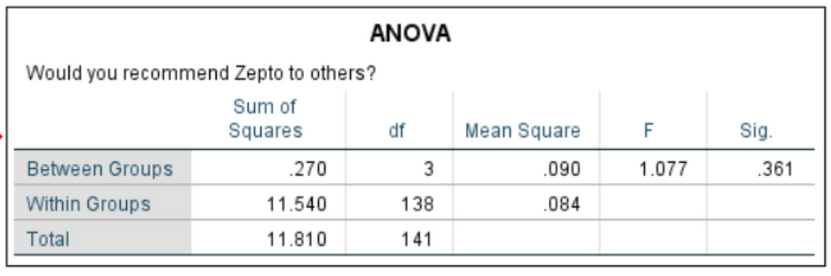 ANOVA
Would you recommend Zepto to others?
Sum of Squares df Mean Square F Sig.
Between Groups .270 3 .090 1.077 .361
Within Groups 11.540 138 .084
Total 11.810 141